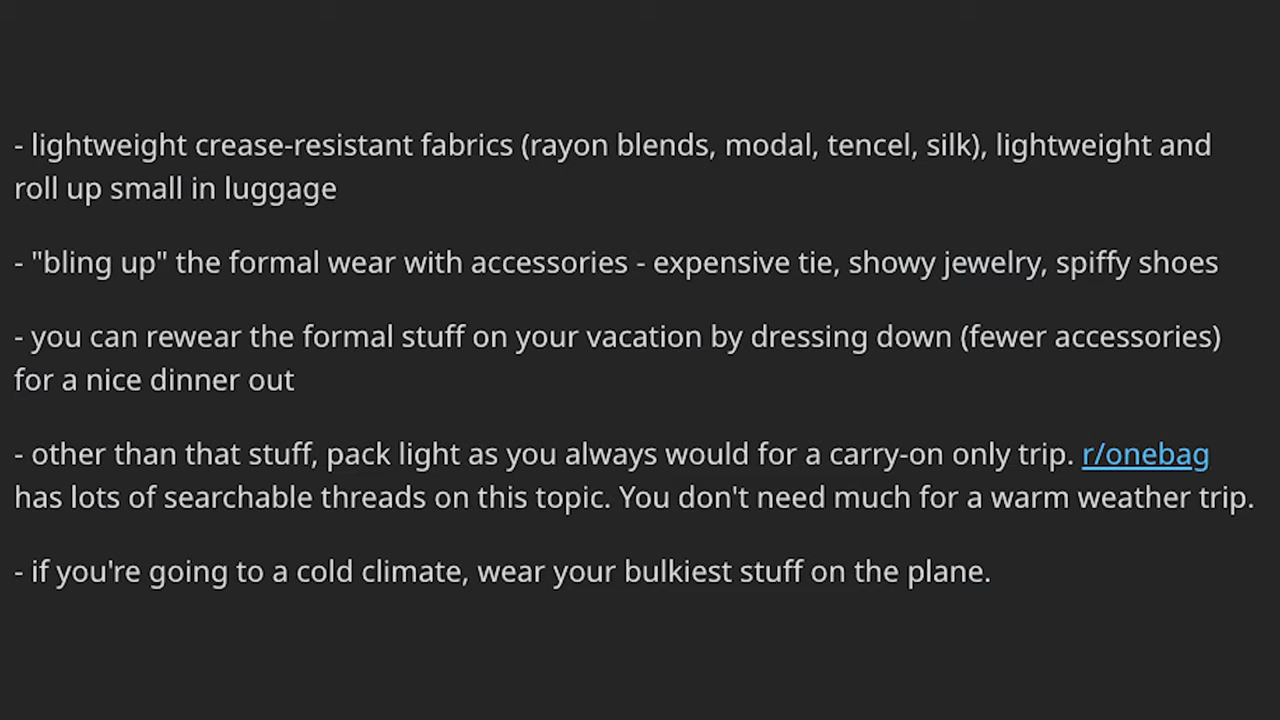 - lightweight crease-resistant fabrics (rayon blends, modal, tencel, silk), lightweight and
roll up small in luggage
- "bling up" the formal wear with accessories - expensive tie, showy jewelry, spiffy shoes
- you can rewear the formal stuff on your vacation by dressing down (fewer accessories)
for a nice dinner out
- other than that stuff, pack light as you always would for a carry-on only trip. r/onebag
has lots of searchable threads on this topic. You don't need much for a warm weather trip.
- if you're going to a cold climate, wear your bulkiest stuff on the plane.